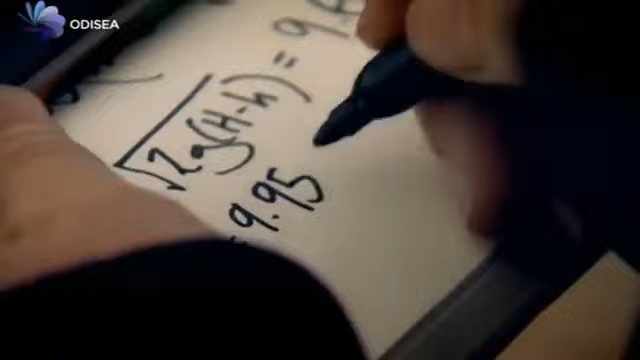 ODISEA
√2g(H-h) = 9.8
= 9.95